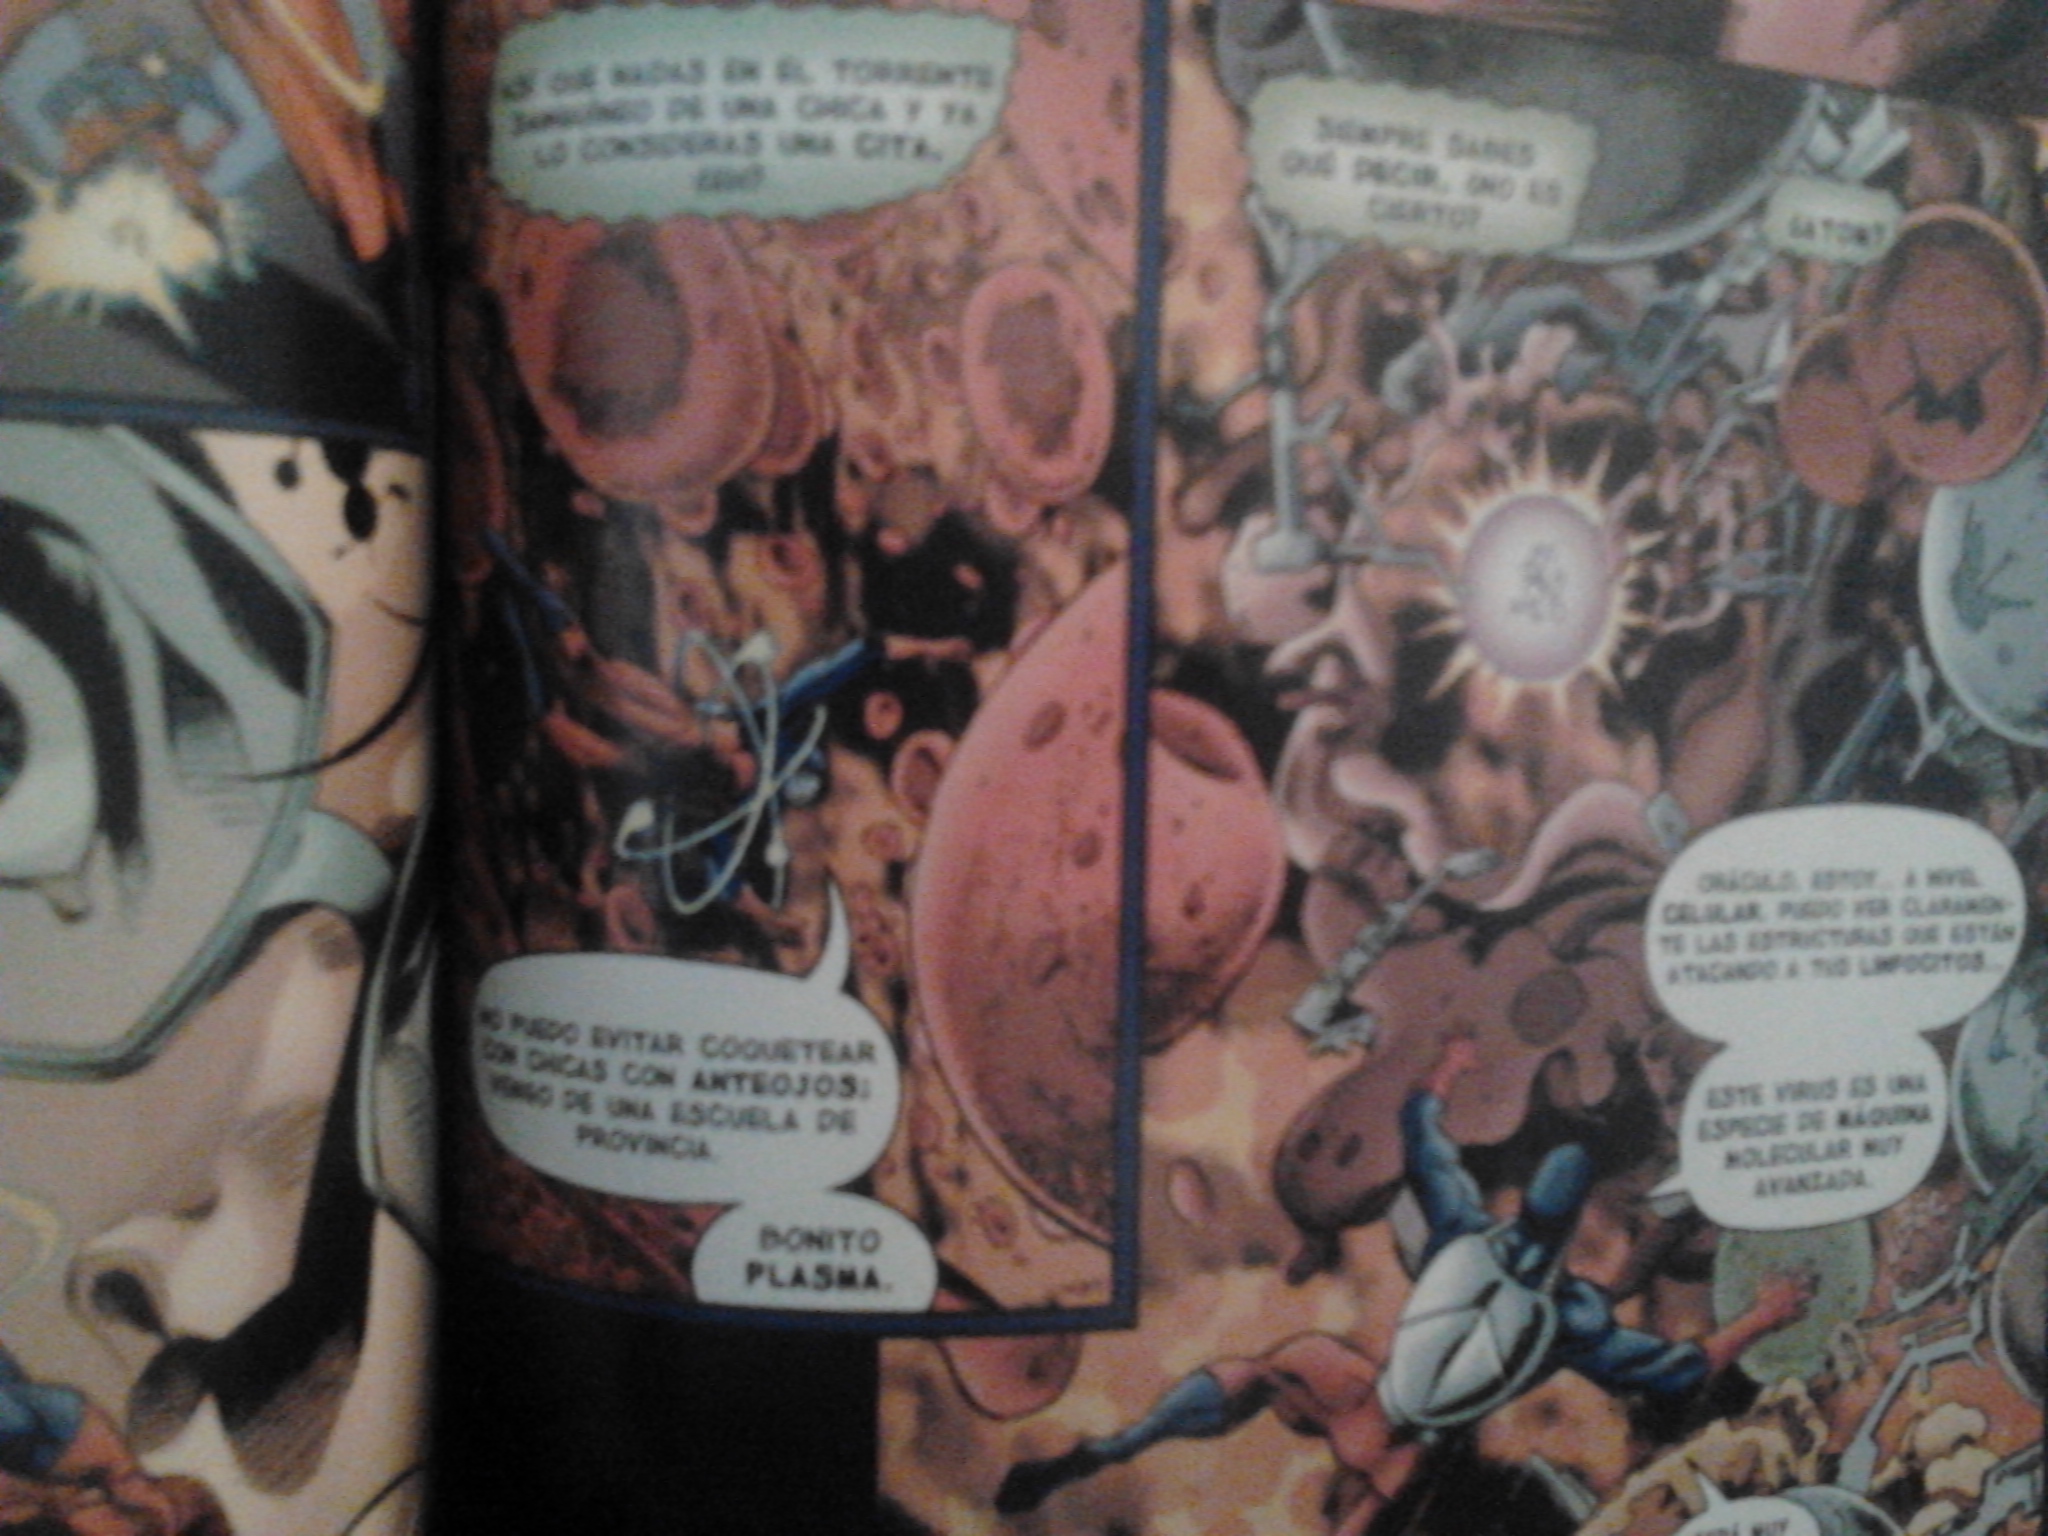 ASÍ QUE NADAS EN EL TORRENTE
SANGUÍNEO DE UNA CHICA Y YA
LO CONSIDERAS UNA CITA,
¿EH?
NO PUEDO EVITAR COQUETEAR
CON CHICAS CON ANTEOJOS;
VENGO DE UNA ESCUELA DE
PROVINCIA.
BONITO
PLASMA.
SIEMPRE SABES
QUÉ DECIR, ¿NO ES
CIERTO?
¿ATOM?
ORÁCULO, ESTOY... A NIVEL
CELULAR. PUEDO VER CLARAMEN-
TE LAS ESTRUCTURAS QUE ESTÁN
ATACANDO A TUS LINFOCITOS...
ESTE VIRUS ES UNA
ESPECIE DE MÁQUINA
MOLECULAR MUY
AVANZADA.
MUY